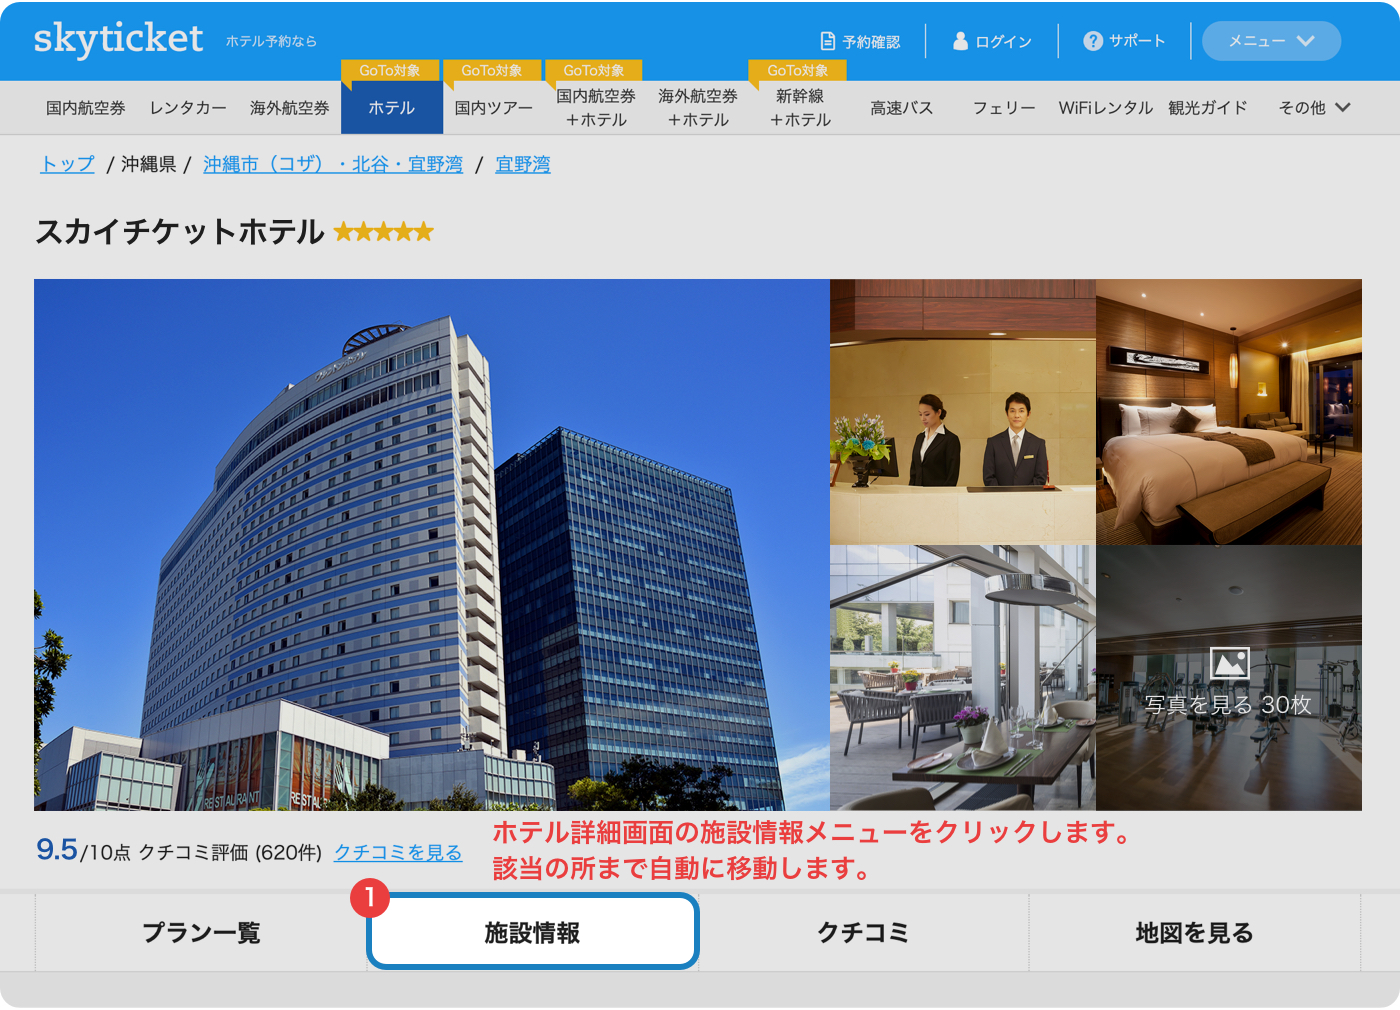 skyticket ホテル予約なら
予約確認
ログイン
サポート
メニュー
GoTo対象
GoTo対象
GoTo対象
GoTo対象
国内航空券
レンタカー
海外航空券
ホテル
国内ツアー
国内航空券
＋ホテル
海外航空券
＋ホテル
新幹線
＋ホテル
高速バス
フェリー
WiFiレンタル
観光ガイド
その他
トップ / 沖縄県 / 沖縄市（コザ）・北谷・宜野湾 / 宜野湾
スカイチケットホテル ★★★★★
RESTAURANT
写真を見る 30枚
9.5/10点 クチコミ評価 (620件) クチコミを見る
ホテル詳細画面の施設情報メニューをクリックします。
該当の所まで自動に移動します。
1
プラン一覧
施設情報
クチコミ
地図を見る